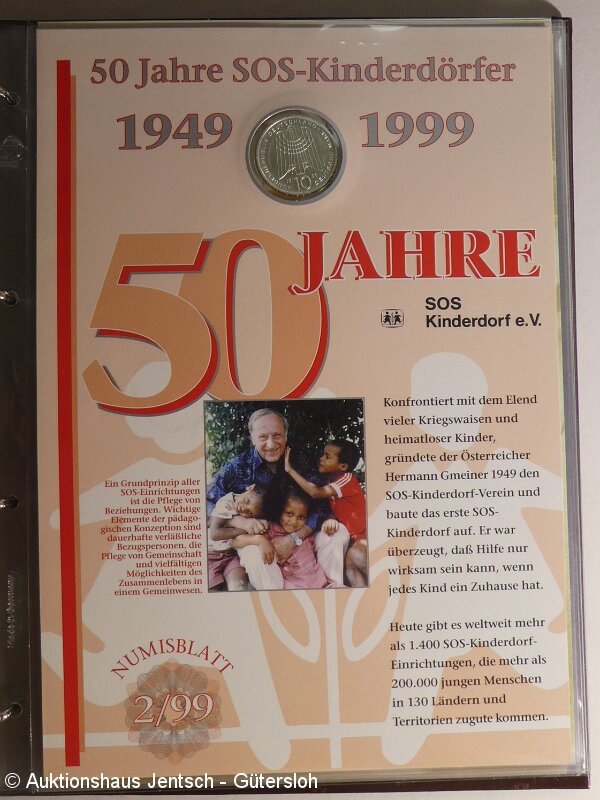 50 Jahre SOS-Kinderdörfer
1949 1999
10
50 JAHRE
SOS
Kinderdorf e.V.
Konfrontiert mit dem Elend
vieler Kriegswaisen und
heimatloser Kinder,
gründete der Österreicher
Hermann Gmeiner 1949 den
SOS-Kinderdorf-Verein und
baute das erste SOS-
Kinderdorf auf. Er war
überzeugt, daß Hilfe nur
wirksam sein kann, wenn
jedes Kind ein Zuhause hat.
Heute gibt es weltweit mehr
als 1.400 SOS-Kinderdorf-
Einrichtungen, die mehr als
200.000 jungen Menschen
in 130 Ländern und
Territorien zugute kommen.
Ein Grundprinzip aller
SOS-Einrichtungen
ist die Pflege von
Beziehungen. Wichtige
Elemente der pädago-
gischen Konzeption sind
dauerhafte verläßliche
Bezugspersonen, die
Pflege von Gemeinschaft
und vielfältigen
Möglichkeiten des
Zusammenlebens in
einem Gemeinwesen.
NUMISBLATT
2/99
© Auktionshaus Jentsch - Gütersloh